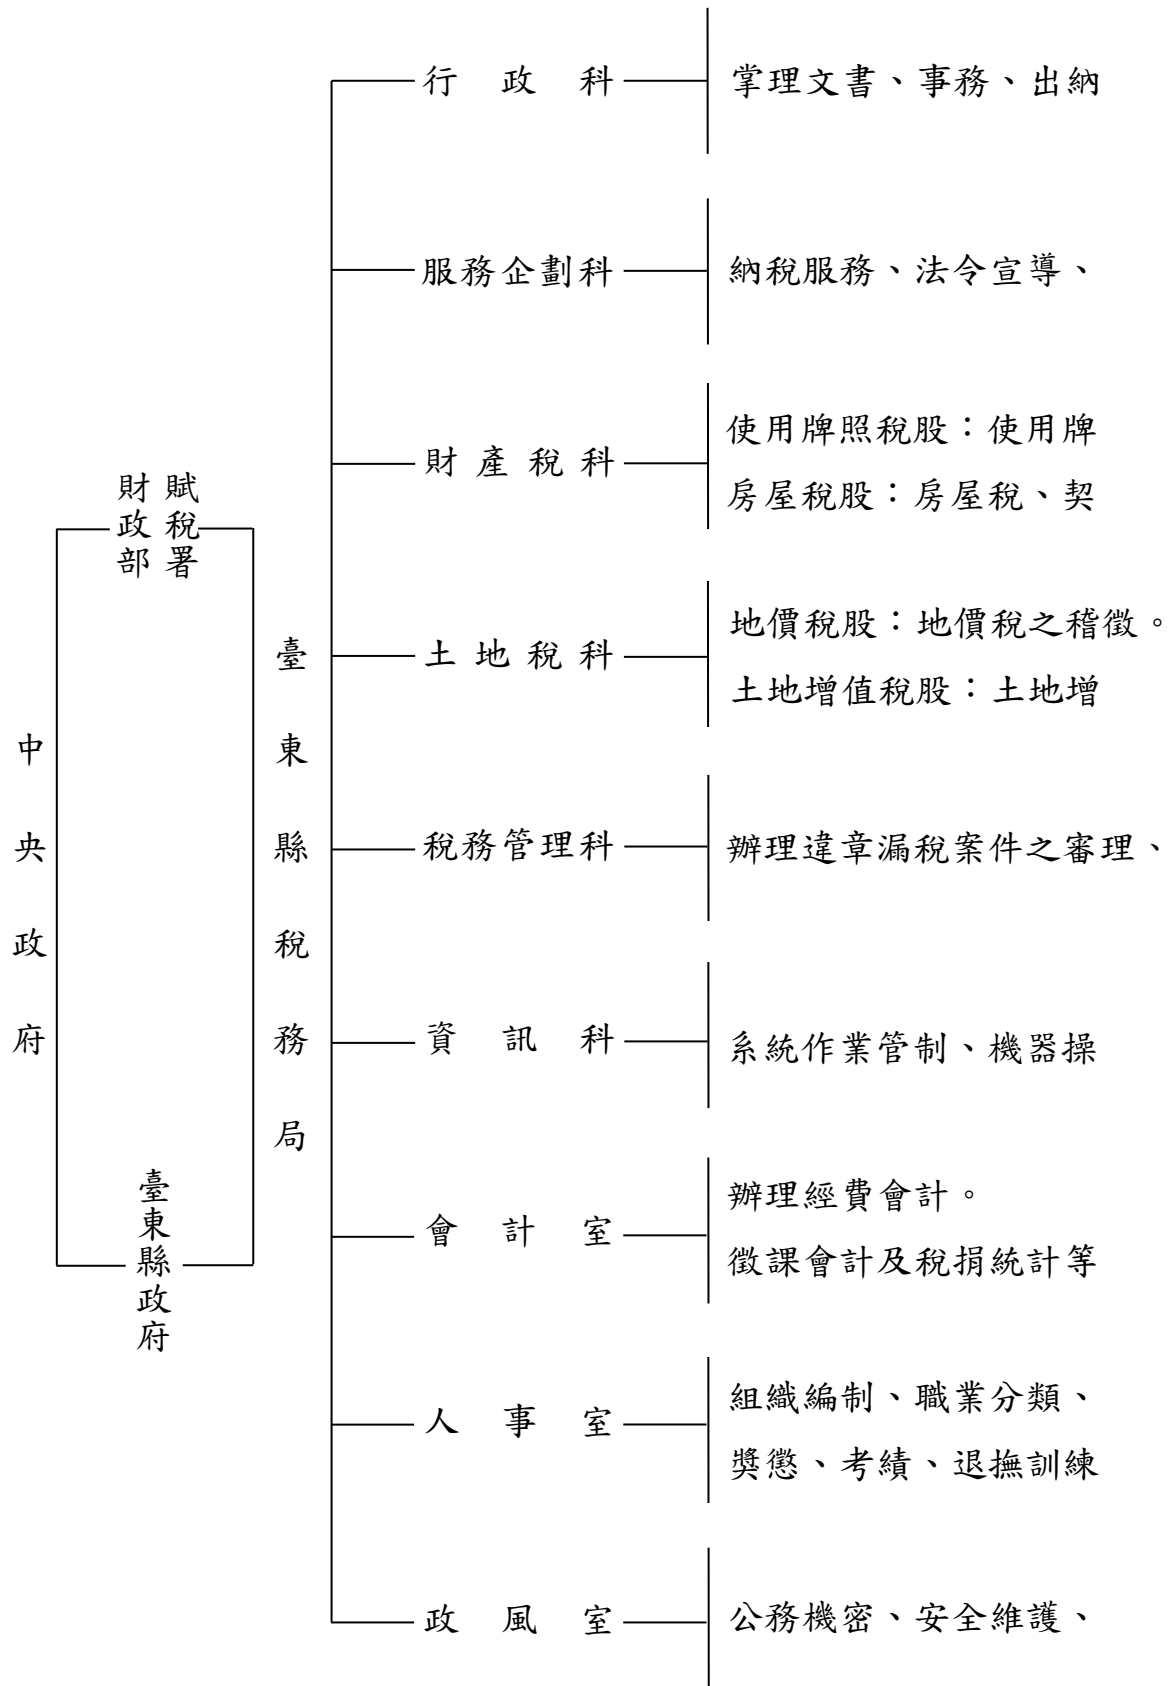 中央政府
財政部
賦稅署
臺東縣政府
臺東縣稅務局
行政科
掌理文書、事務、出納
服務企劃科
納稅服務、法令宣導、
財產稅科
使用牌照稅股：使用牌
房屋稅股：房屋稅、契
土地稅科
地價稅股：地價稅之稽徵。
土地增值稅股：土地增
稅務管理科
辦理違章漏稅案件之審理、
資訊科
系統作業管制、機器操
會計室
辦理經費會計。
徵課會計及稅捐統計等
人事室
組織編制、職業分類、
獎懲、考績、退撫訓練
政風室
公務機密、安全維護、